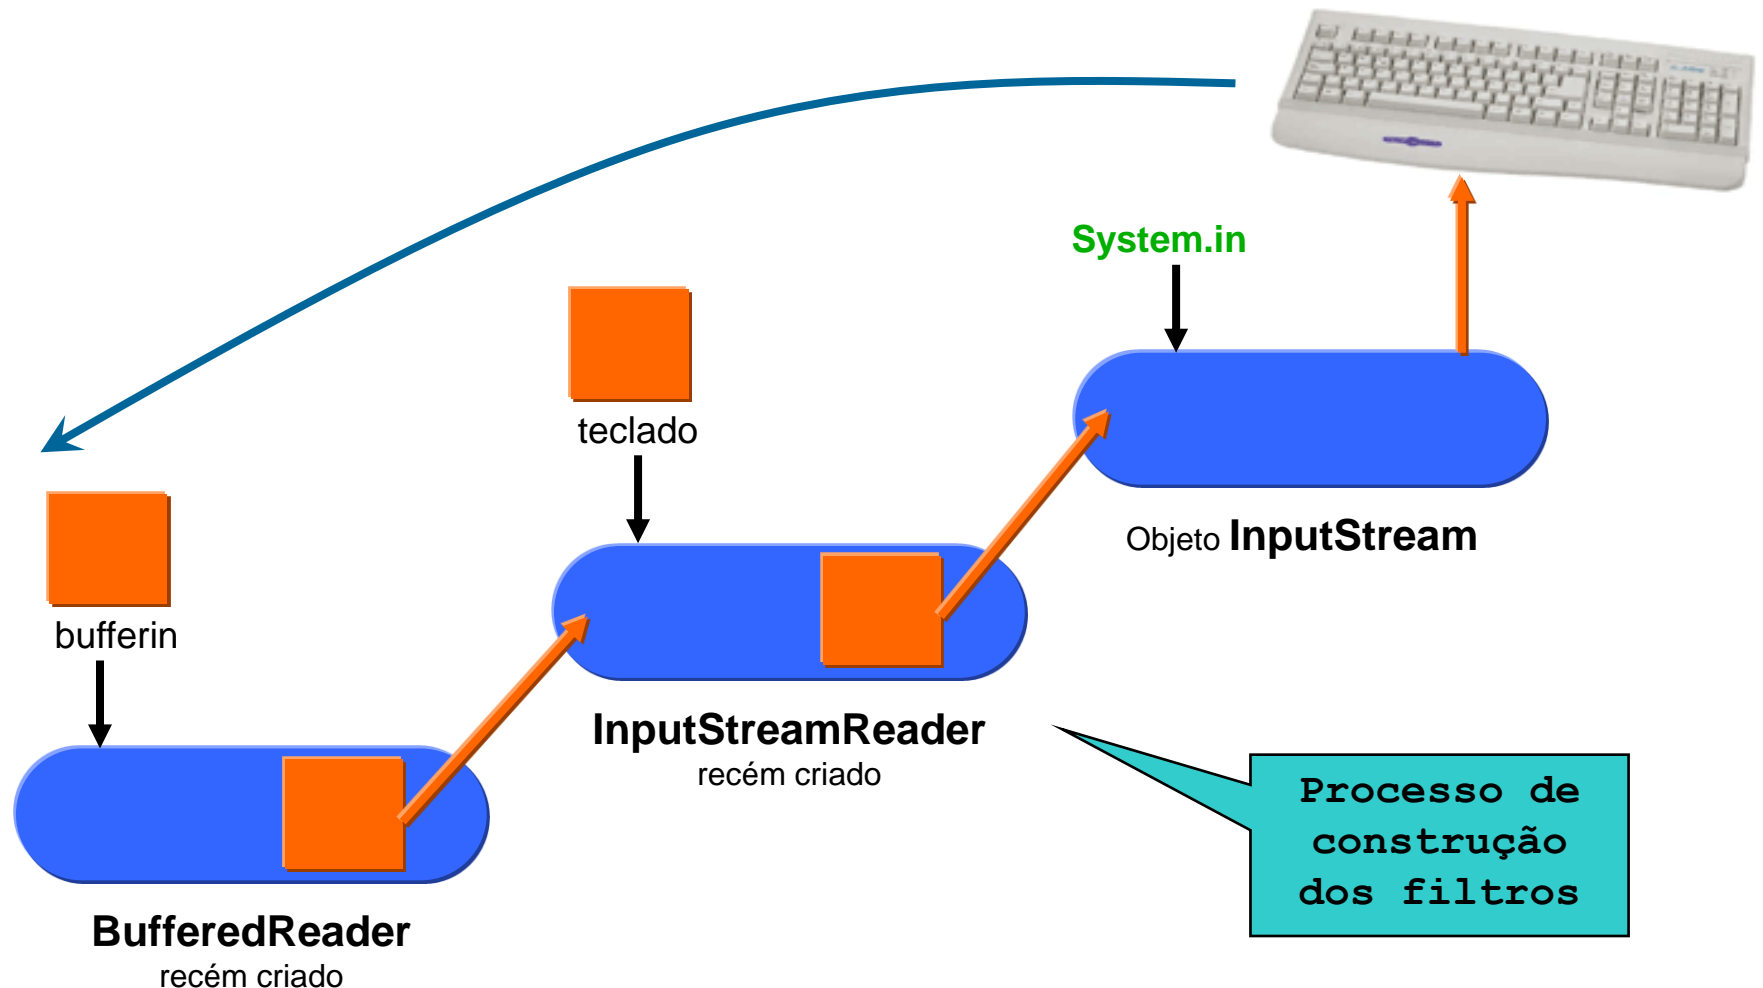 System.in
teclado
Objeto InputStream
bufferin
InputStreamReader
recém criado
Processo de
construção
dos filtros
BufferedReader
recém criado